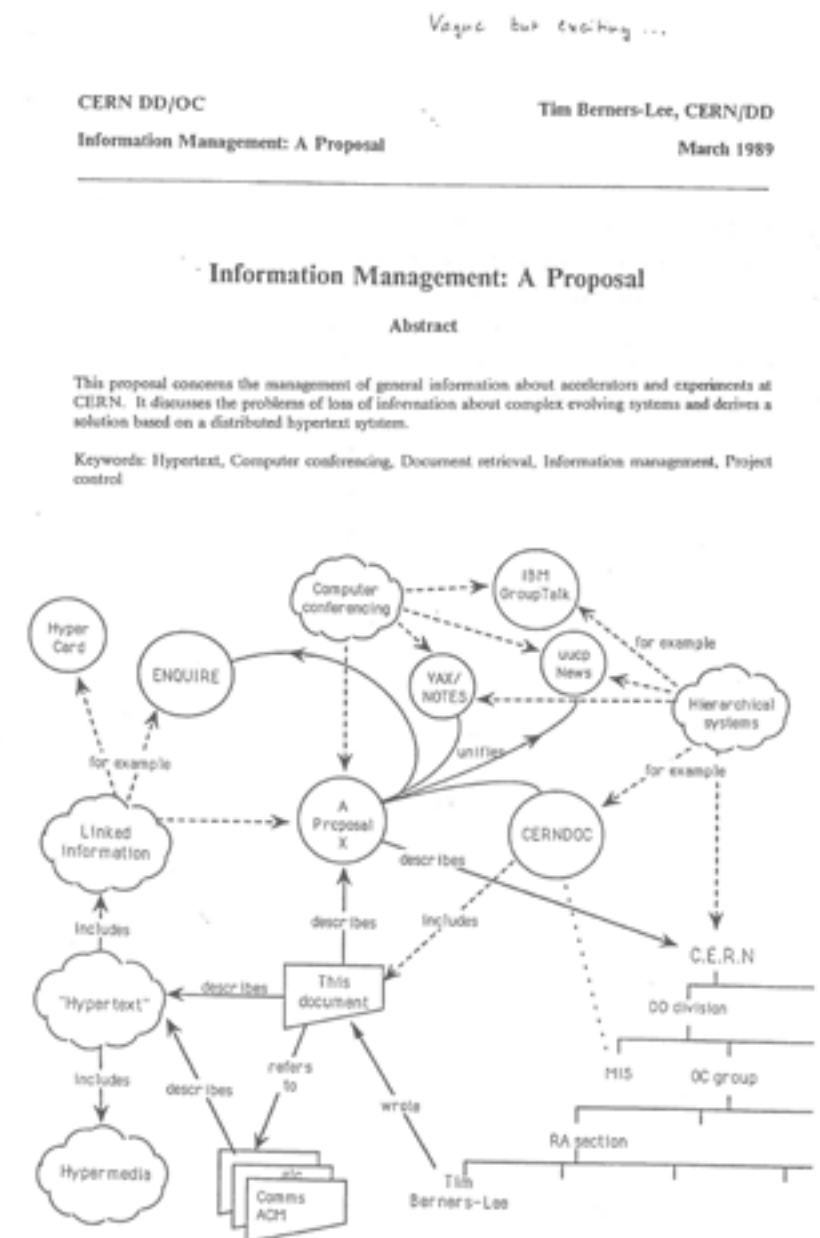 Vague but exciting ...
CERN DD/OC
Tim Berners-Lee, CERN/DD
Information Management: A Proposal
March 1989
Information Management: A Proposal
Abstract
This proposal concerns the management of general information about accelerators and experiments at
CERN. It discusses the problems of loss of information about complex evolving systems and derives a
solution based on a distributed hypertext sytstem.
Keywords: Hypertext, Computer conferencing, Document retrieval, Information management, Project
control
IBM
GroupTalk
Computer
conferencing
Hyper
Card
for example
uucp
News
ENQUIRE
VAX/
NOTES
Hierarchical
systems
unifies
for example
for example
A
Proposal
X
Linked
information
CERNDOC
describes
describes
includes
includes
C.E.R.N
This
document
describes
"Hypertext"
DD division
refers
to
MIS
OC group
includes
describes
wrote
RA section
Hypermedia
etc
Tim
Berners-Lee
Comms
ACM